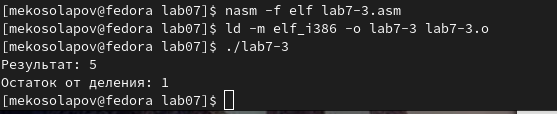 [mekosolapov@fedora lab07]$ nasm -f elf lab7-3.asm
[mekosolapov@fedora lab07]$ ld -m elf_i386 -o lab7-3 lab7-3.o
[mekosolapov@fedora lab07]$ ./lab7-3
Результат: 5
Остаток от деления: 1
[mekosolapov@fedora lab07]$